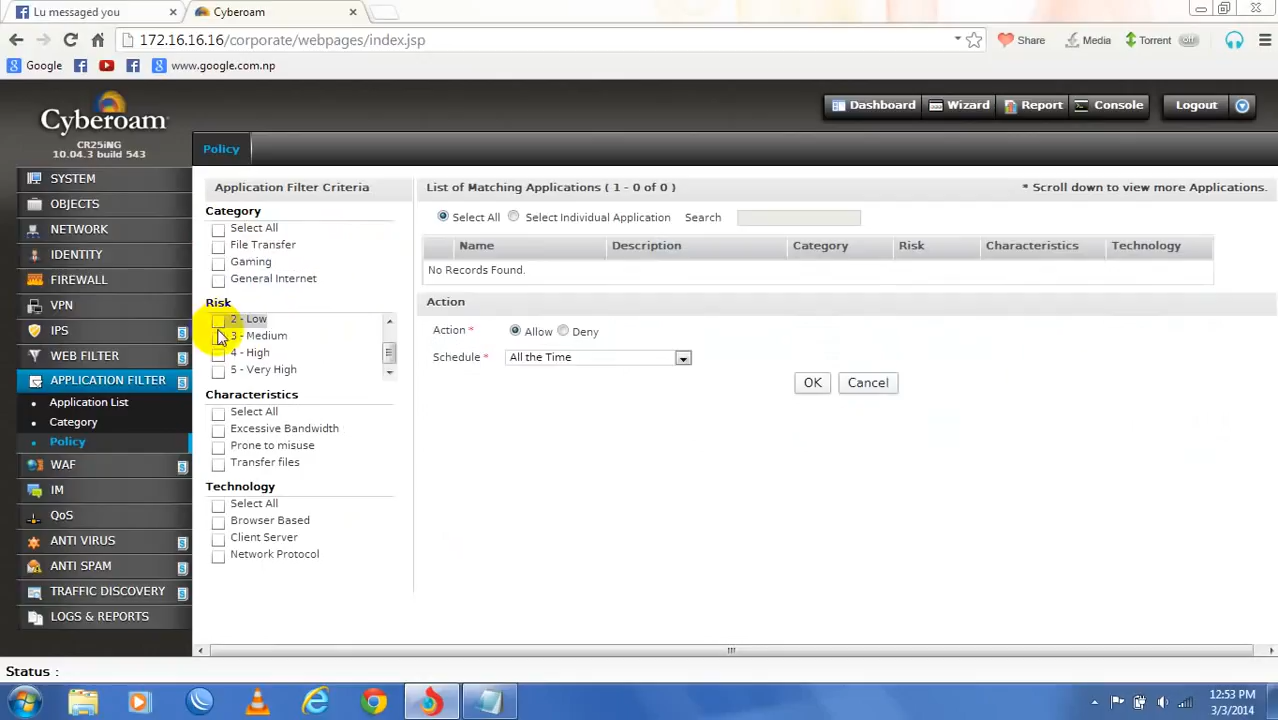 Lu messaged you
Cyberoam
172.16.16.16/corporate/webpages/index.jsp
Share
Media
Torrent
off
Google
www.google.com.np
Cyberoam
CR25iNG
10.04.3 build 543
Dashboard
Wizard
Report
Console
Logout
Policy
SYSTEM
OBJECTS
NETWORK
IDENTITY
FIREWALL
VPN
IPS
WEB FILTER
APPLICATION FILTER
Application List
Category
Policy
WAF
IM
QoS
ANTI VIRUS
ANTI SPAM
TRAFFIC DISCOVERY
LOGS & REPORTS
Application Filter Criteria
Category
Select All
File Transfer
Gaming
General Internet
Risk
2 - Low
3 - Medium
4 - High
5 - Very High
Characteristics
Select All
Excessive Bandwidth
Prone to misuse
Transfer files
Technology
Select All
Browser Based
Client Server
Network Protocol
List of Matching Applications ( 1 - 0 of 0 )
* Scroll down to view more Applications.
Select All Select Individual Application Search
Name Description Category Risk Characteristics Technology
No Records Found.
Action
Action * Allow Deny
Schedule * All the Time
OK Cancel
Status :
12:53 PM
3/3/2014